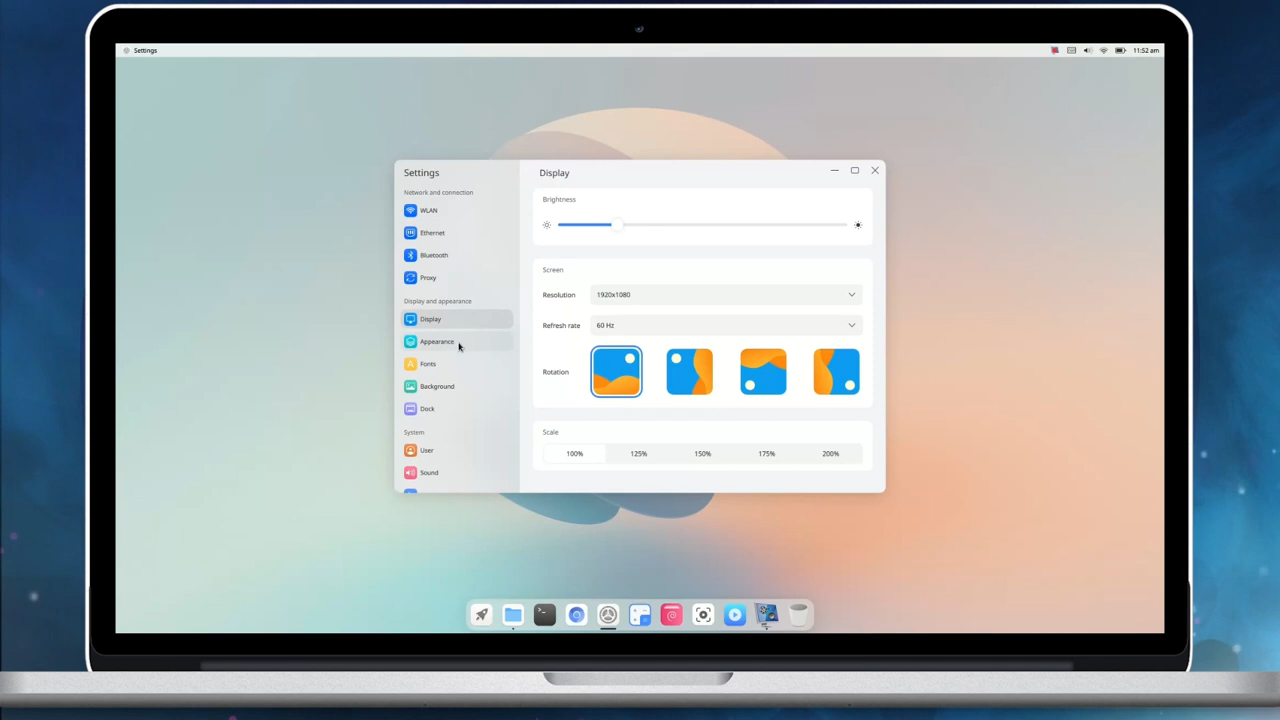 Settings
11:52 am
Settings
Network and connection
WLAN
Ethernet
Bluetooth
Proxy
Display and appearance
Display
Appearance
Fonts
Background
Dock
System
User
Sound
Display
Brightness
Screen
Resolution
1920x1080
Refresh rate
60 Hz
Rotation
Scale
100%
125%
150%
175%
200%